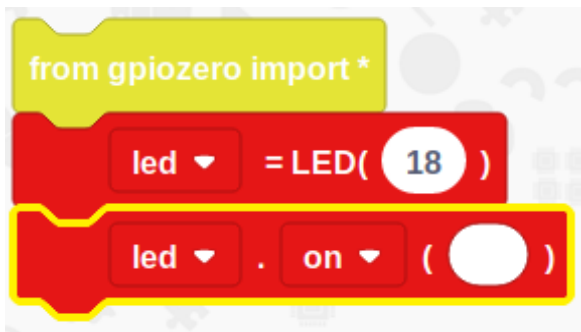 from gpiozero import *
led = LED( 18 )
led . on ( )